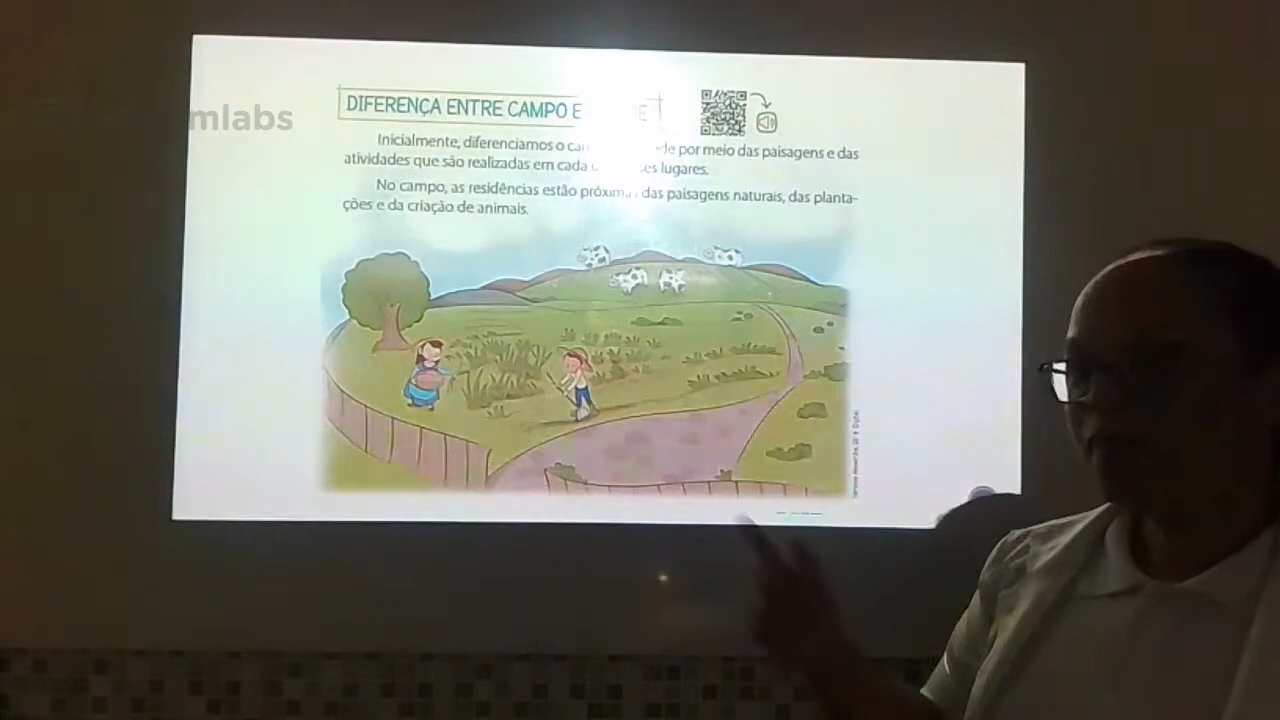 mlabs
DIFERENÇA ENTRE CAMPO E
Inicialmente, diferenciamos o por meio das paisagens e das
atividades que são realizadas em cada lugares.
No campo, as residências estão próximas das paisagens naturais, das planta-
ções e da criação de animais.